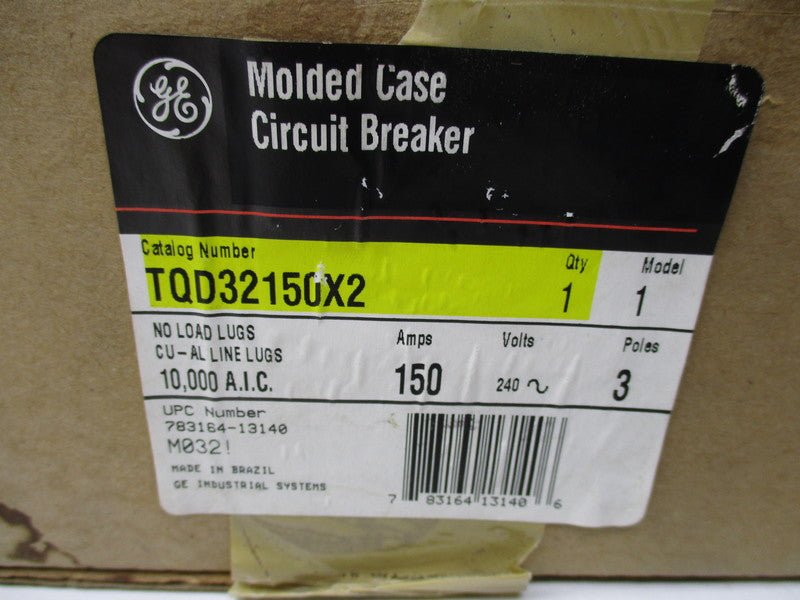 GE
Molded Case
Circuit Breaker
Catalog Number
Qty
Model
TQD32150X2
1
1
NO LOAD LUGS
CU-AL LINE LUGS
10,000 A.I.C.
Amps
150
Volts
240 ~
Poles
3
UPC Number
783164-13140
M032!
MADE IN BRAZIL
GE INDUSTRIAL SYSTEMS
7 83164 13140 6